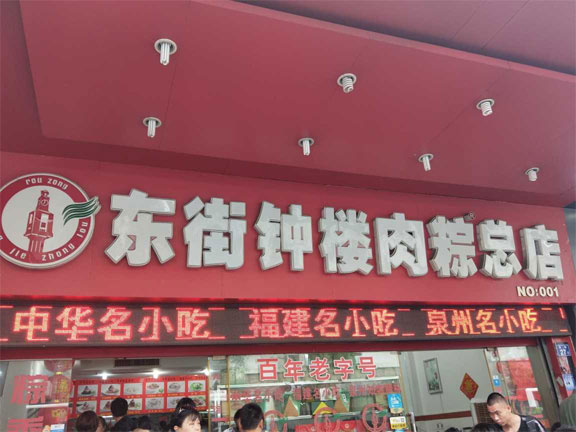 rou zong
jie zhong lou
东街钟楼肉粽总店
NO:001
中华名小吃 福建名小吃 泉州名小吃
百年老字号